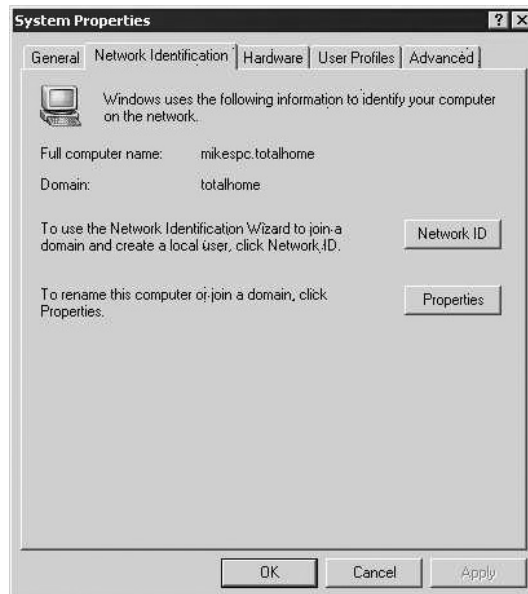 System Properties
General Network Identification Hardware User Profiles Advanced
Windows uses the following information to identify your computer
on the network.
Full computer name: mikespc.totalhome
Domain: totalhome
To use the Network Identification Wizard to join a
domain and create a local user, click Network ID.
Network ID
To rename this computer or join a domain, click
Properties.
Properties
OK Cancel Apply